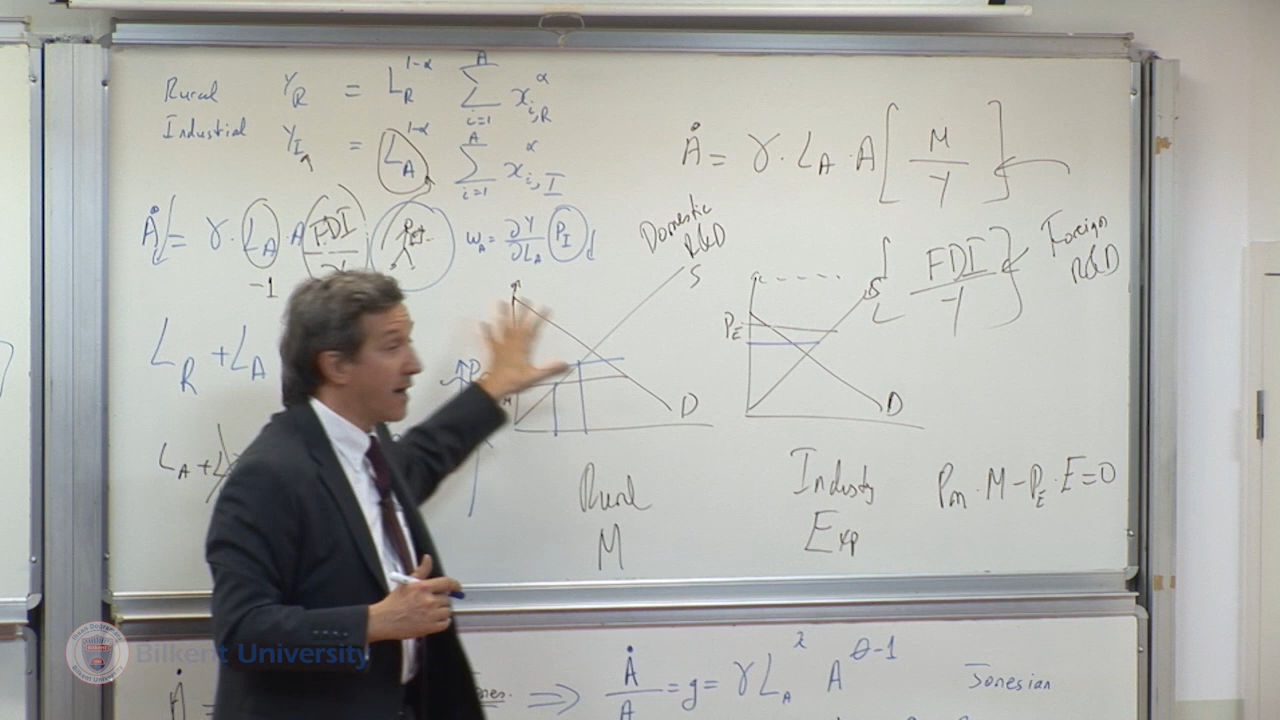 Rural Y_R = L_R^{1-α} Σ_{i=1}^{A} x_{i,R}^α
Industrial Y_I = L_A^{1-α} Σ_{i=1}^{A} x_{i,I}^α
Å = γ · L_A · A [ M / Y ]
Å = γ · L_A A FDI
-1
w_A = ∂Y / ∂L_A P_I
Domestic R&D
S
D
[ FDI / Y ]
Foreign R&D
P_E
S
D
L_R + L_A
L_A + L
Rural
M
Industry
Exp
P_m · M - P_E · E = 0
Bilkent University
Å / A = g = γ L_A^λ A^{θ-1}
Jonesian
Å =